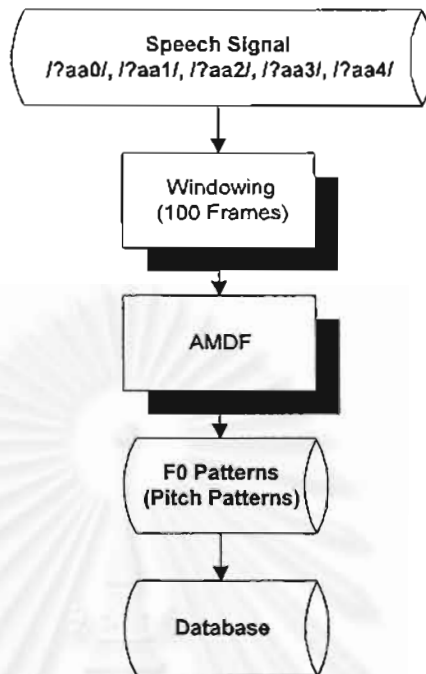 Speech Signal
/?aa0/, /?aa1/, /?aa2/, /?aa3/, /?aa4/
Windowing
(100 Frames)
AMDF
F0 Patterns
(Pitch Patterns)
Database